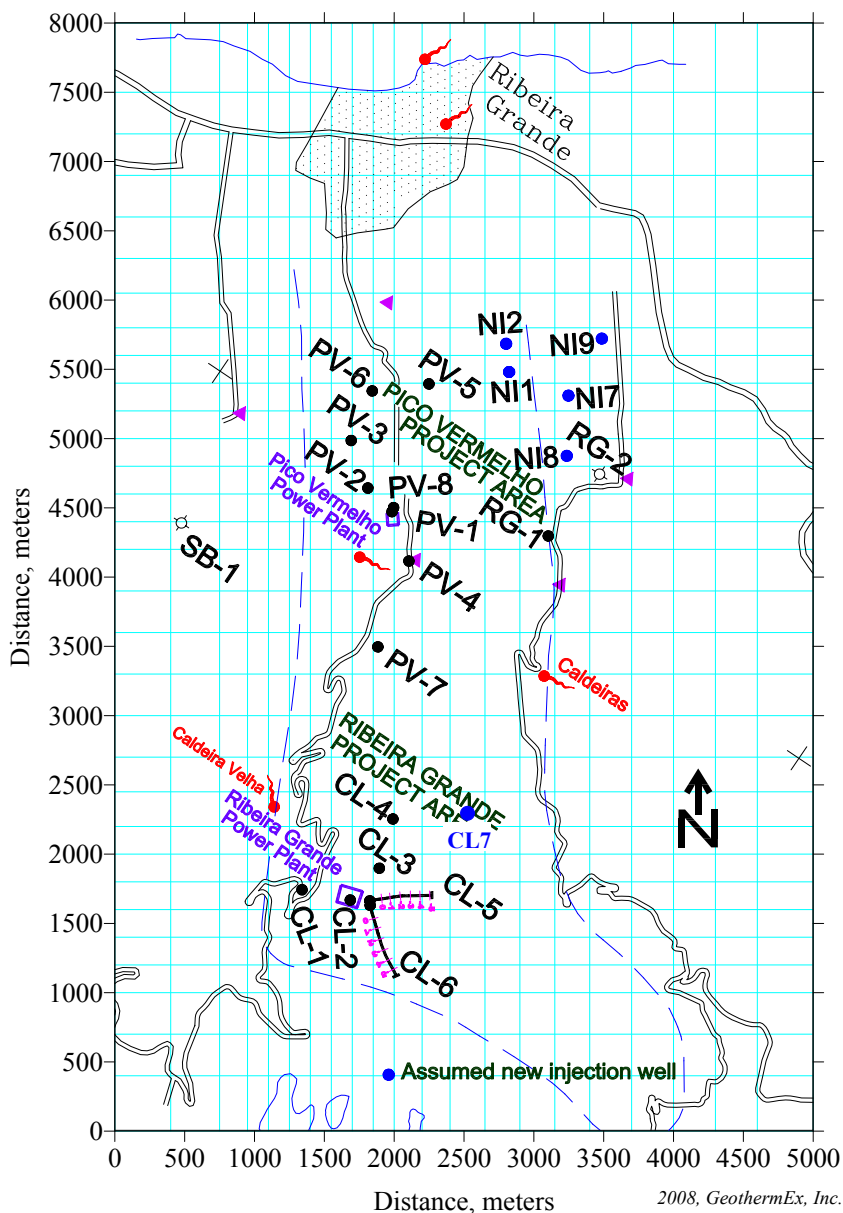 8000
7500
7000
6500
6000
5500
5000
4500
4000
3500
3000
2500
2000
1500
1000
500
0
Distance, meters
Ribeira
Grande
NI2
NI9
PV-6
PV-5
NI1
NI7
PICO VERMELHO
PROJECT AREA
PV-3
NI8
RG-2
PV-2
PV-8
Pico Vermelho
Power Plant
PV-1
RG-1
SB-1
PV-4
PV-7
Caldeiras
RIBEIRA GRANDE
PROJECT AREA
Caldeira Velha
CL-4
CL7
Ribeira Grande
Power Plant
CL-3
CL-5
CL-1
CL-2
CL-6
N
Assumed new injection well
0 500 1000 1500 2000 2500 3000 3500 4000 4500 5000
Distance, meters
2008, GeothermEx, Inc.